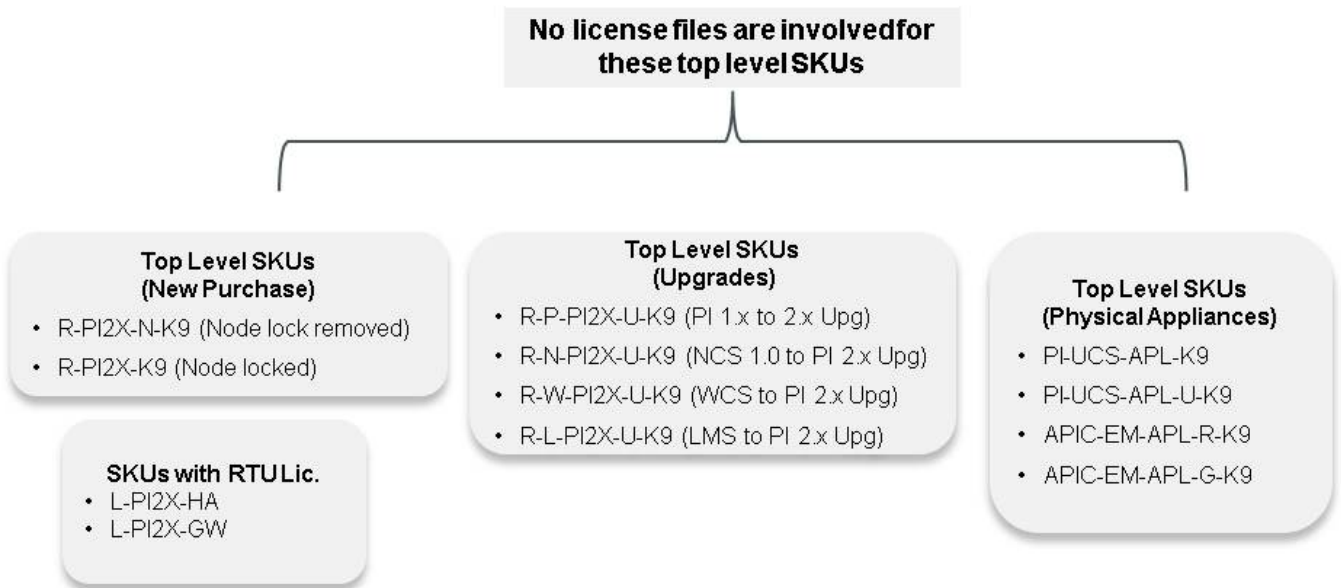 No license files are involvedfor
these top level SKUs
Top Level SKUs
(New Purchase)
• R-PI2X-N-K9 (Node lock removed)
• R-PI2X-K9 (Node locked)
SKUs with RTU Lic.
• L-PI2X-HA
• L-PI2X-GW
Top Level SKUs
(Upgrades)
• R-P-PI2X-U-K9 (PI 1.x to 2.x Upg)
• R-N-PI2X-U-K9 (NCS 1.0 to PI 2.x Upg)
• R-W-PI2X-U-K9 (WCS to PI 2.x Upg)
• R-L-PI2X-U-K9 (LMS to PI 2.x Upg)
Top Level SKUs
(Physical Appliances)
• PI-UCS-APL-K9
• PI-UCS-APL-U-K9
• APIC-EM-APL-R-K9
• APIC-EM-APL-G-K9